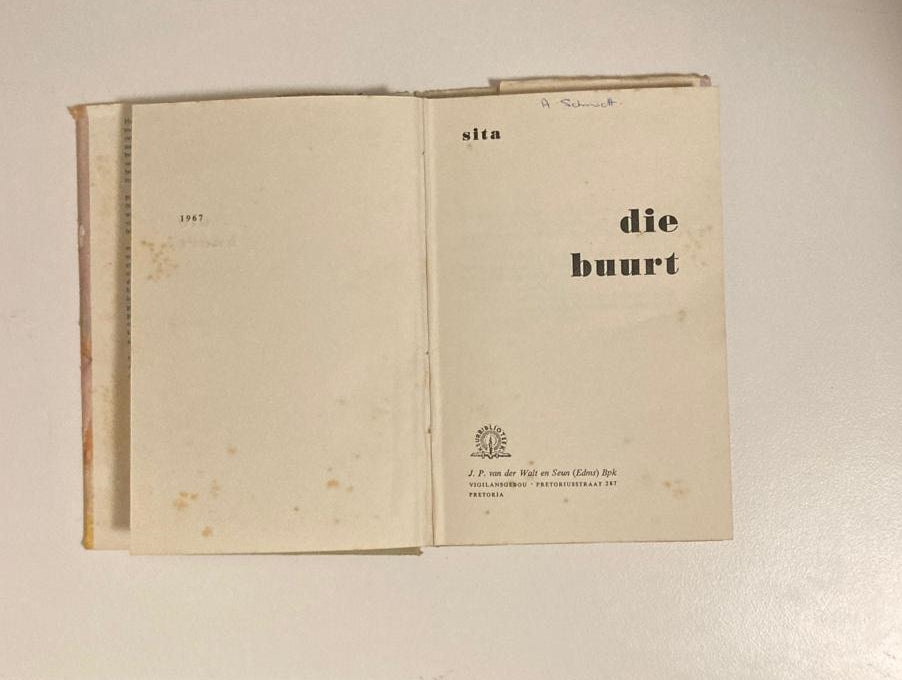 1967
A Schmidt.
sita
die
buurt
J. P. van der Walt en Seun (Edms) Bpk
VIGILANSGEBOU · PRETORIUSSTRAAT 287
PRETORIA